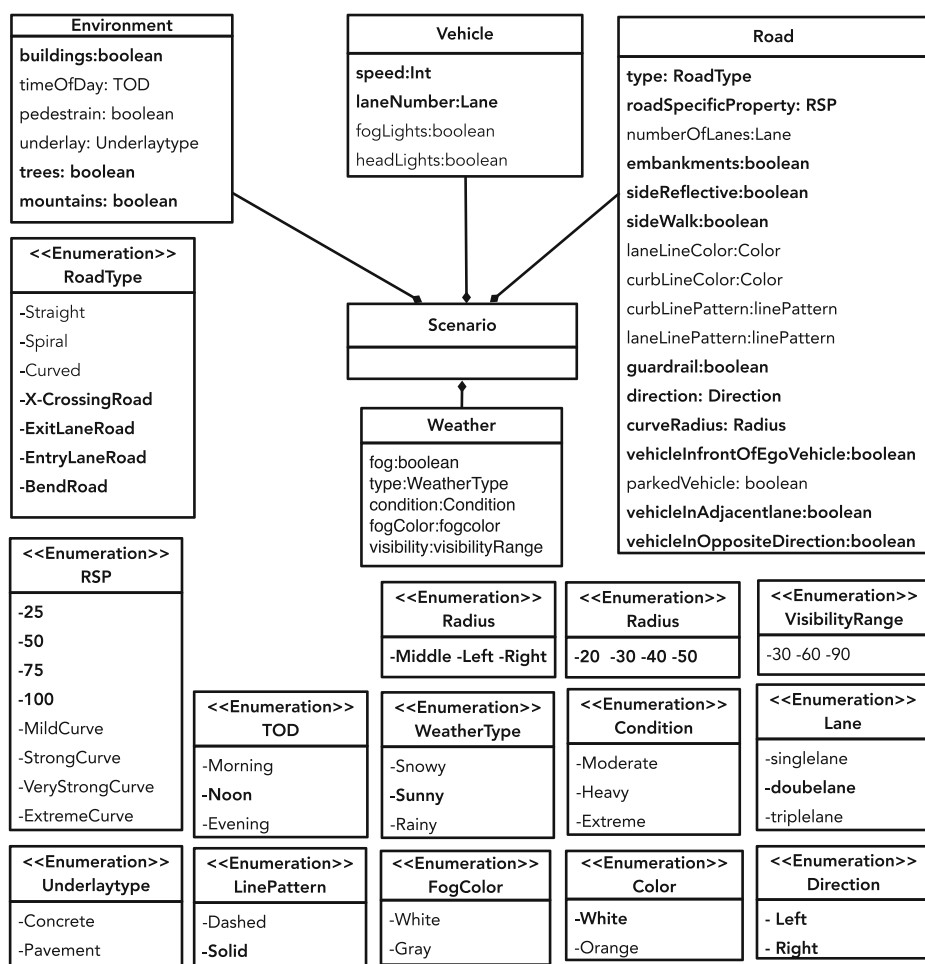 Environment
buildings:boolean
timeOfDay: TOD
pedestrain: boolean
underlay: Underlaytype
trees: boolean
mountains: boolean
Vehicle
speed:Int
laneNumber:Lane
fogLights:boolean
headLights:boolean
Road
type: RoadType
roadSpecificProperty: RSP
numberOfLanes:Lane
embankments:boolean
sideReflective:boolean
sideWalk:boolean
laneLineColor:Color
curbLineColor:Color
curbLinePattern:linePattern
laneLinePattern:linePattern
guardrail:boolean
direction: Direction
curveRadius: Radius
vehicleInfrontOfEgoVehicle:boolean
parkedVehicle: boolean
vehicleInAdjacentlane:boolean
vehicleInOppositeDirection:boolean
<<Enumeration>>
RoadType
-Straight
-Spiral
-Curved
-X-CrossingRoad
-ExitLaneRoad
-EntryLaneRoad
-BendRoad
Scenario
Weather
fog:boolean
type:WeatherType
condition:Condition
fogColor:fogcolor
visibility:visibilityRange
<<Enumeration>>
RSP
-25
-50
-75
-100
-MildCurve
-StrongCurve
-VeryStrongCurve
-ExtremeCurve
<<Enumeration>>
Radius
-Middle -Left -Right
<<Enumeration>>
Radius
-20 -30 -40 -50
<<Enumeration>>
VisibilityRange
-30 -60 -90
<<Enumeration>>
TOD
-Morning
-Noon
-Evening
<<Enumeration>>
WeatherType
-Snowy
-Sunny
-Rainy
<<Enumeration>>
Condition
-Moderate
-Heavy
-Extreme
<<Enumeration>>
Lane
-singlelane
-doubelane
-triplelane
<<Enumeration>>
Underlaytype
-Concrete
-Pavement
<<Enumeration>>
LinePattern
-Dashed
-Solid
<<Enumeration>>
FogColor
-White
-Gray
<<Enumeration>>
Color
-White
-Orange
<<Enumeration>>
Direction
- Left
- Right